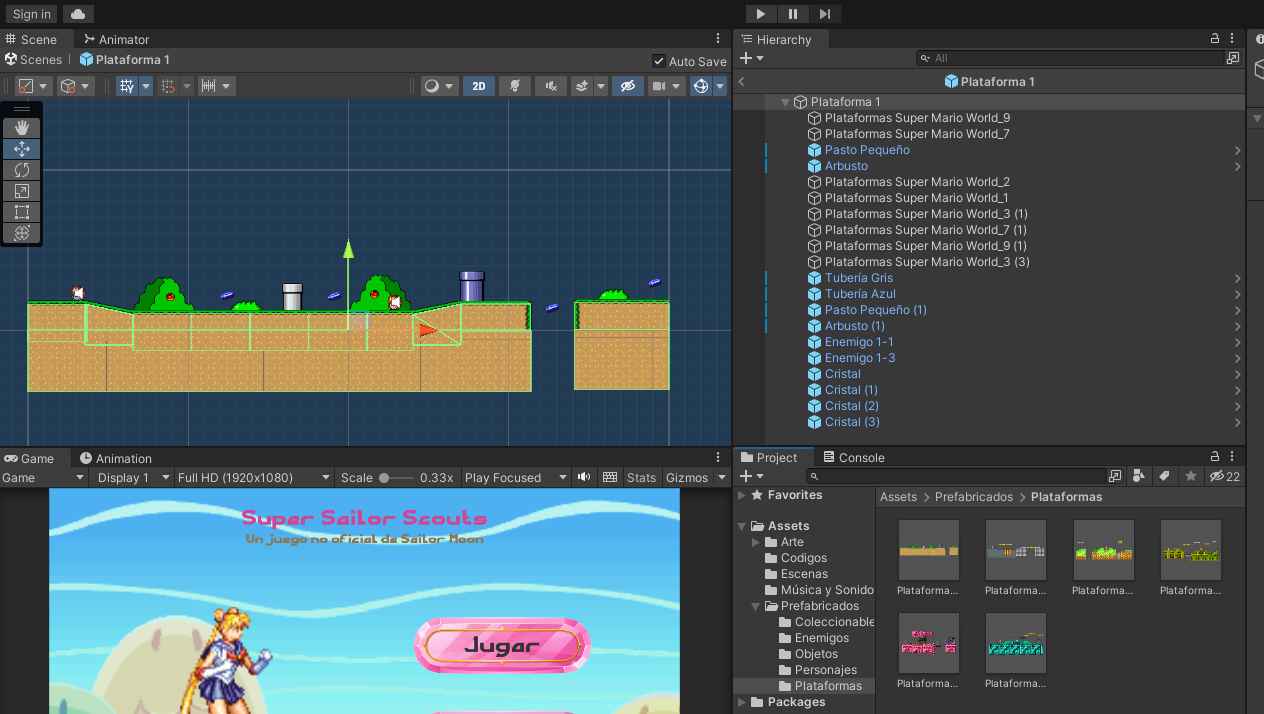 Sign in
Scene
Animator
Scenes
Plataforma 1
Auto Save
2D
Hierarchy
All
Plataforma 1
Plataforma 1
Plataformas Super Mario World_9
Plataformas Super Mario World_7
Pasto Pequeño
Arbusto
Plataformas Super Mario World_2
Plataformas Super Mario World_1
Plataformas Super Mario World_3 (1)
Plataformas Super Mario World_7 (1)
Plataformas Super Mario World_9 (1)
Plataformas Super Mario World_3 (3)
Tubería Gris
Tubería Azul
Pasto Pequeño (1)
Arbusto (1)
Enemigo 1-1
Enemigo 1-3
Cristal
Cristal (1)
Cristal (2)
Cristal (3)
Game
Animation
Game
Display 1
Full HD (1920x1080)
Scale
0.33x
Play Focused
Stats
Gizmos
Super Sailor Scouts
Un juego no oficial de Sailor Moon
Jugar
Project
Console
22
Favorites
Assets
Arte
Codigos
Escenas
Música y Sonido
Prefabricados
Coleccionable
Enemigos
Objetos
Personajes
Plataformas
Packages
Assets > Prefabricados > Plataformas
Plataforma...
Plataforma...
Plataforma...
Plataforma...
Plataforma...
Plataforma...